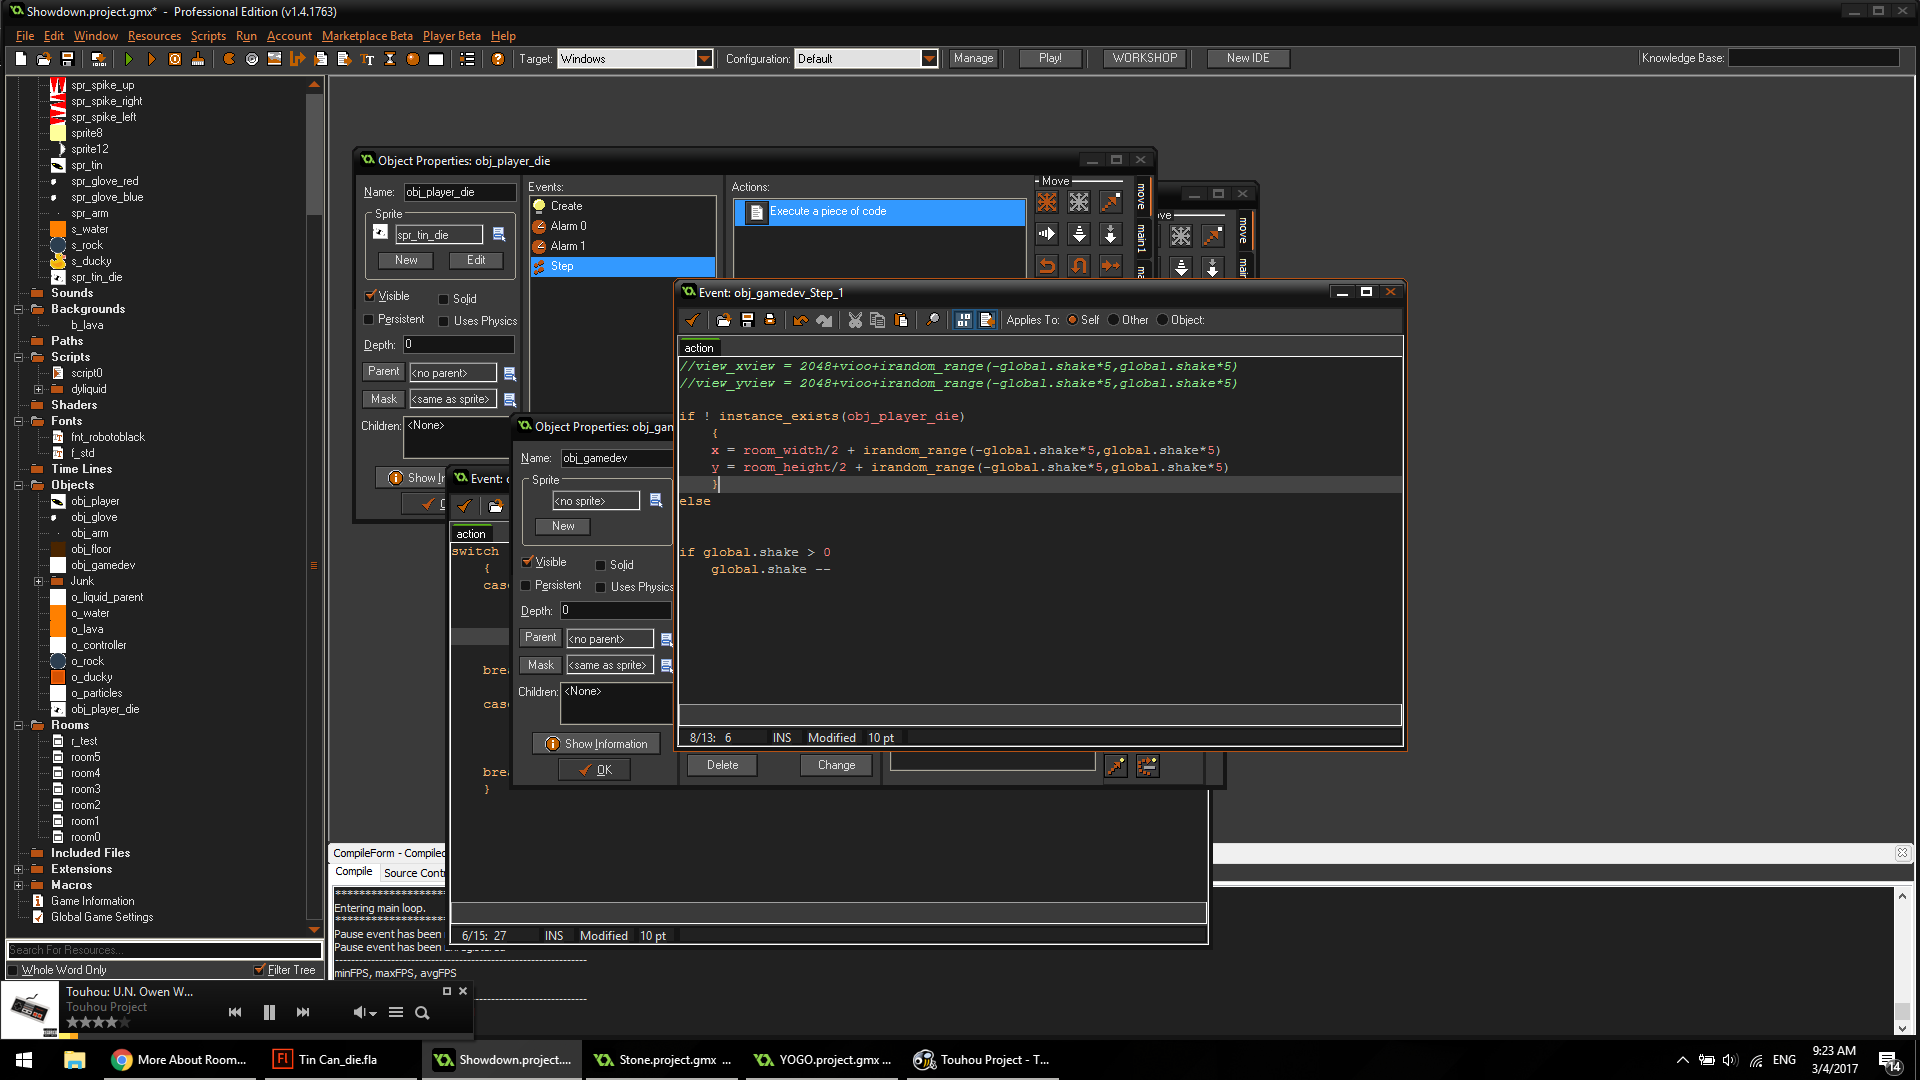 Showdown.project.gmx* - Professional Edition (v1.4.1763)
File Edit Window Resources Scripts Run Account Marketplace Beta Player Beta Help
Target: Windows
Configuration: Default
Manage
Play!
WORKSHOP
New IDE
Knowledge Base:
spr_spike_up
spr_spike_right
spr_spike_left
sprite8
sprite12
spr_tin
spr_glove_red
spr_glove_blue
spr_arm
s_water
s_rock
s_ducky
spr_tin_die
Sounds
Backgrounds
b_lava
Paths
Scripts
script0
dyliquid
Shaders
Fonts
fnt_robotoblack
f_std
Time Lines
Objects
obj_player
obj_glove
obj_arm
obj_floor
obj_gamedev
Junk
o_liquid_parent
o_water
o_lava
o_controller
o_rock
o_ducky
o_particles
obj_player_die
Rooms
r_test
room5
room4
room3
room2
room1
room0
Included Files
Extensions
Macros
Game Information
Global Game Settings
Search For Resources...
Whole Word Only
Filter Tree
Object Properties: obj_player_die
Name: obj_player_die
Sprite
spr_tin_die
New
Edit
Visible
Solid
Persistent
Uses Physics
Depth: 0
Parent <no parent>
Mask <same as sprite>
Children: <None>
Show In
Events:
Create
Alarm 0
Alarm 1
Step
Actions:
Execute a piece of code
Move
move
main1
ma
ve
move
main
Event: o
action
switch
{
case
brea
case
brea
}
6/15: 27 INS Modified 10 pt
Object Properties: obj_gam
Name: obj_gamedev
Sprite
<no sprite>
New
Visible
Solid
Persistent
Uses Physics
Depth: 0
Parent <no parent>
Mask <same as sprite>
Children: <None>
Show Information
OK
Delete
Change
Event: obj_gamedev_Step_1
Applies To: Self Other Object:
action
//view_xview = 2048+vioo+irandom_range(-global.shake*5,global.shake*5)
//view_yview = 2048+vioo+irandom_range(-global.shake*5,global.shake*5)
if ! instance_exists(obj_player_die)
{
x = room_width/2 + irandom_range(-global.shake*5,global.shake*5)
y = room_height/2 + irandom_range(-global.shake*5,global.shake*5)
}
else
if global.shake > 0
global.shake --
8/13: 6 INS Modified 10 pt
CompileForm - Compiled
Compile
Source Contr
**********************
Entering main loop.
**********************
Pause event has been
Pause event has been
minFPS, maxFPS, avgFPS
Touhou: U.N. Owen W...
Touhou Project
More About Room...
Tin Can_die.fla
Showdown.project....
Stone.project.gmx ...
YOGO.project.gmx ...
Touhou Project - T...
ENG
9:23 AM
3/4/2017
14